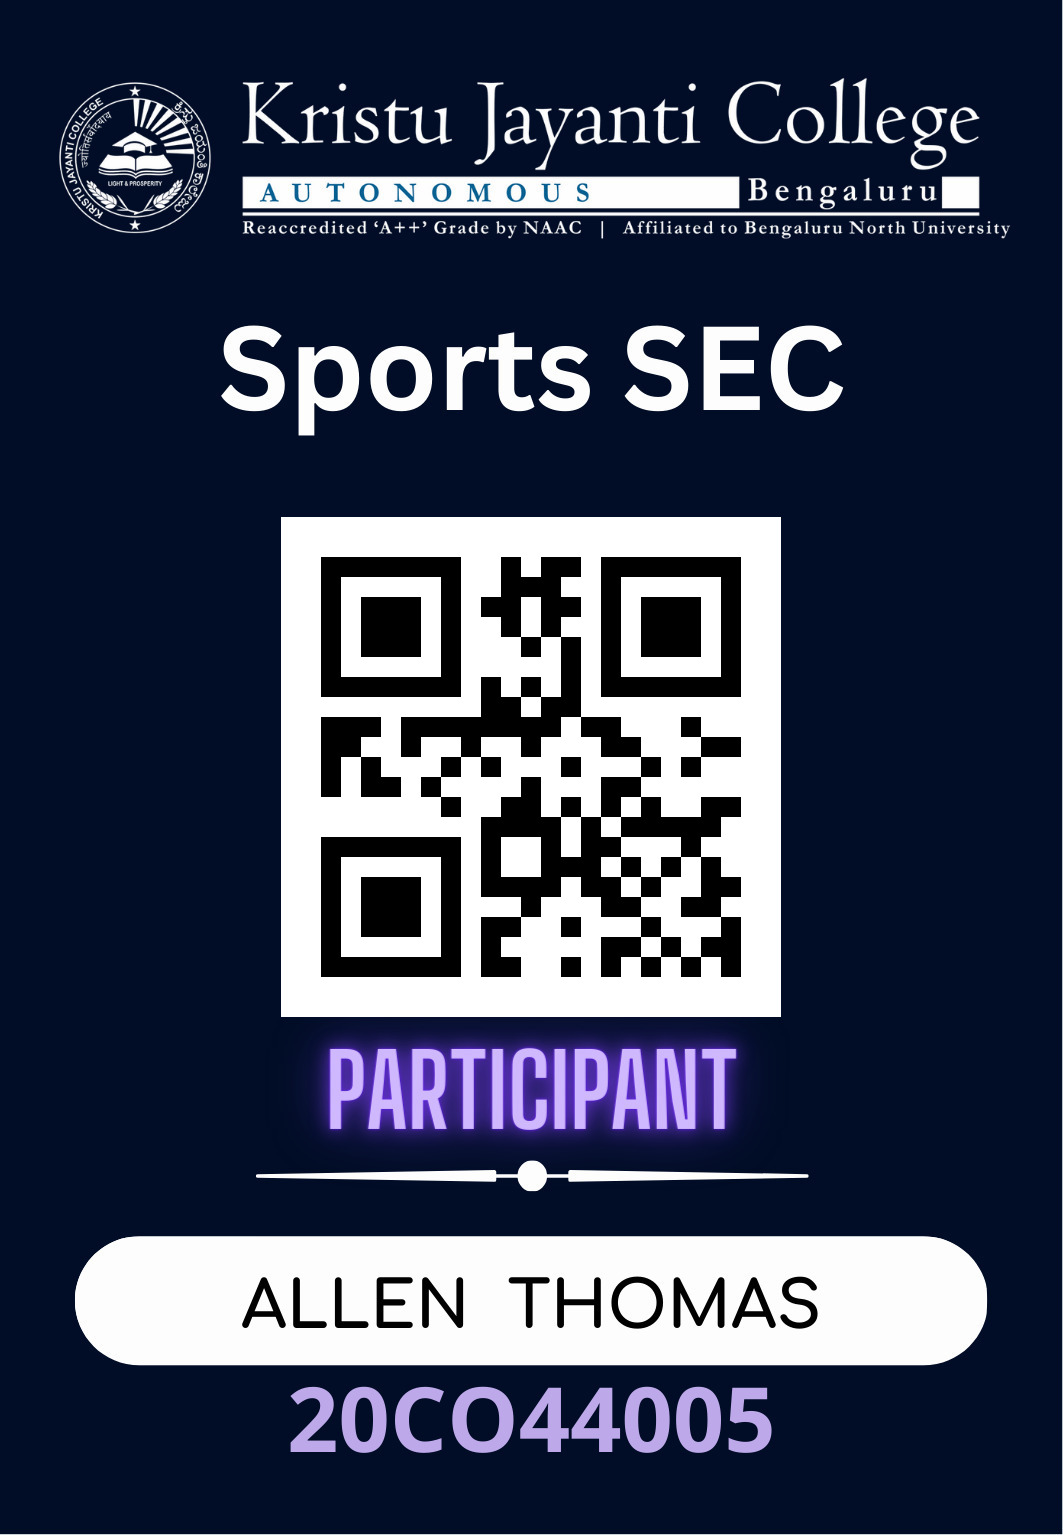 Kristu Jayanti College
AUTONOMOUS Bengaluru
Reaccredited ‘A++’ Grade by NAAC | Affiliated to Bengaluru North University
KRISTU JAYANTI COLLEGE
ಕ್ರಿಸ್ತು ಜಯಂತಿ ಕಾಲೇಜು
LIGHT & PROSPERITY
Sports SEC
PARTICIPANT
ALLEN THOMAS
20CO44005